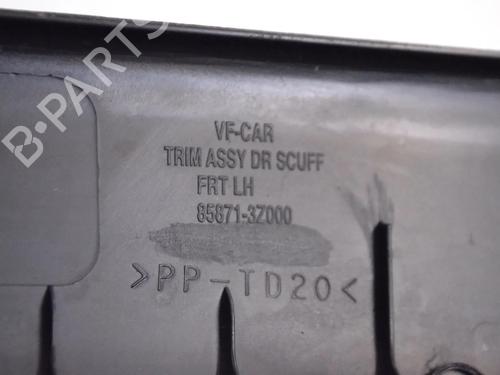 B-PARTS
VF-CAR
TRIM ASSY DR SCUFF
FRT LH
85871-3Z000
>PP-TD20<